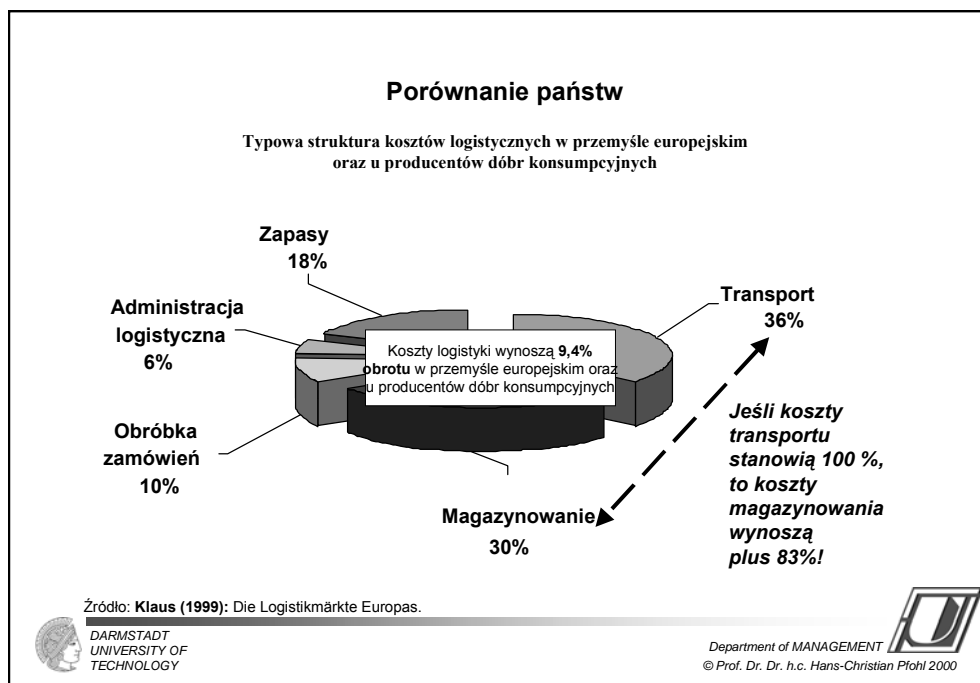 Porównanie państw
Typowa struktura kosztów logistycznych w przemyśle europejskim
oraz u producentów dóbr konsumpcyjnych
Zapasy
18%
Administracja
logistyczna
6%
Obróbka
zamówień
10%
Koszty logistyki wynoszą 9,4%
obrotu w przemyśle europejskim oraz
u producentów dóbr konsumpcyjnych
Transport
36%
Magazynowanie
30%
Jeśli koszty
transportu
stanowią 100 %,
to koszty
magazynowania
wynoszą
plus 83%!
Źródło: Klaus (1999): Die Logistikmärkte Europas.
DARMSTADT
UNIVERSITY OF
TECHNOLOGY
Department of MANAGEMENT
© Prof. Dr. Dr. h.c. Hans-Christian Pfohl 2000